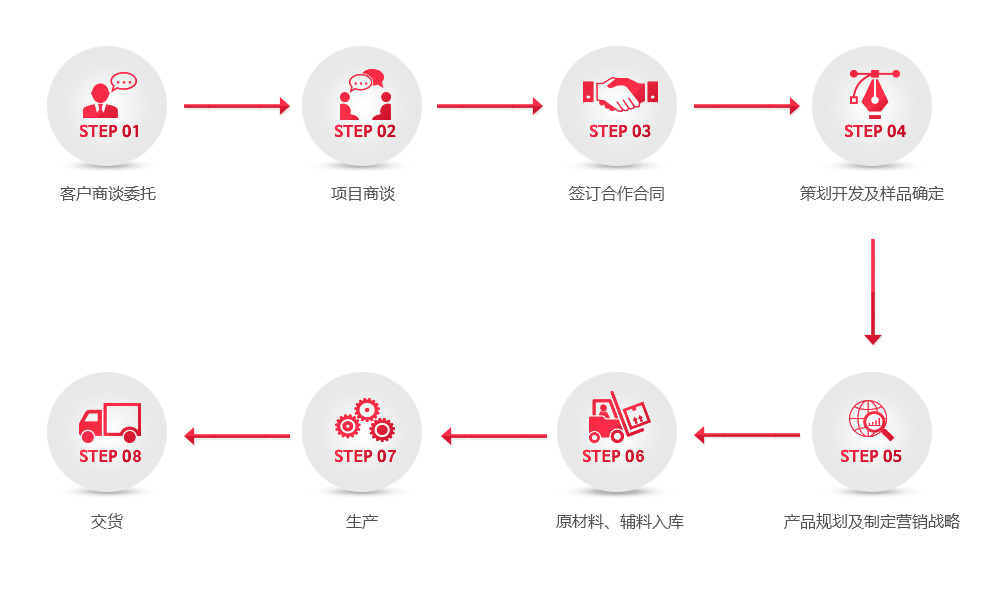 STEP 01
客户商谈委托
STEP 02
项目商谈
STEP 03
签订合作合同
STEP 04
策划开发及样品确定
STEP 05
产品规划及制定营销战略
STEP 06
原材料、辅料入库
STEP 07
生产
STEP 08
交货